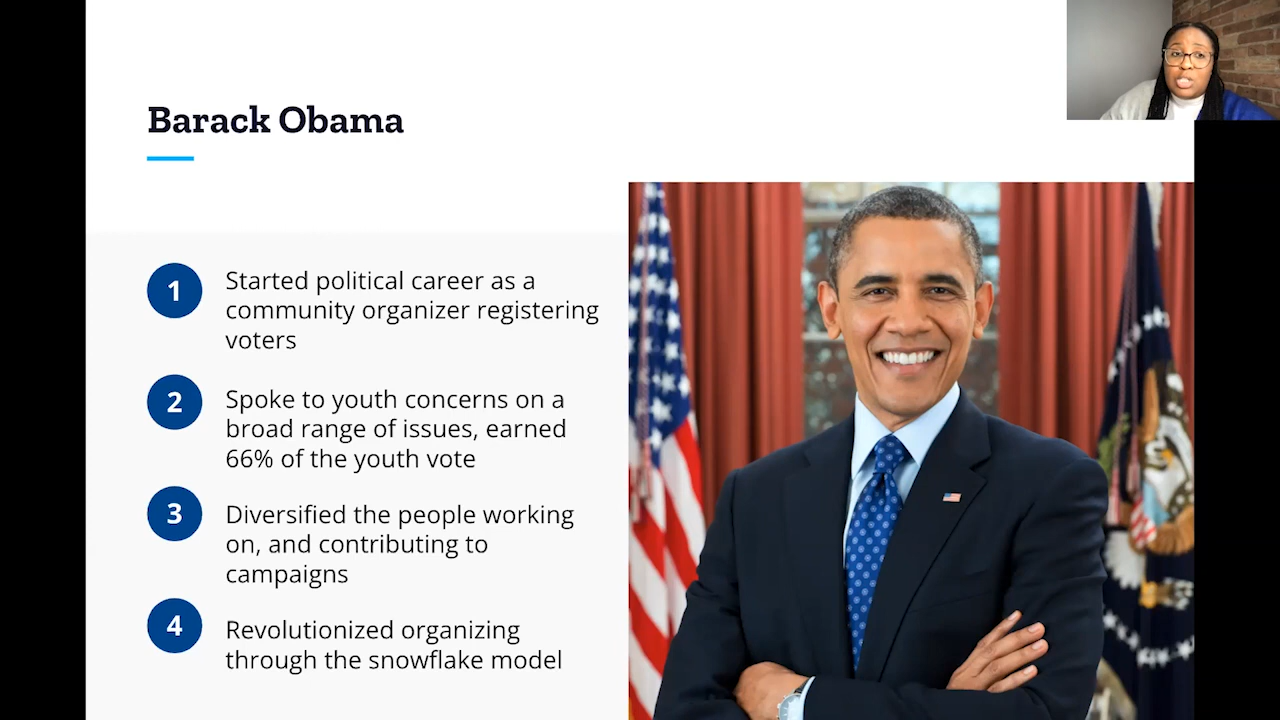 Barack Obama
1
Started political career as a
community organizer registering
voters
2
Spoke to youth concerns on a
broad range of issues, earned
66% of the youth vote
3
Diversified the people working
on, and contributing to
campaigns
4
Revolutionized organizing
through the snowflake model